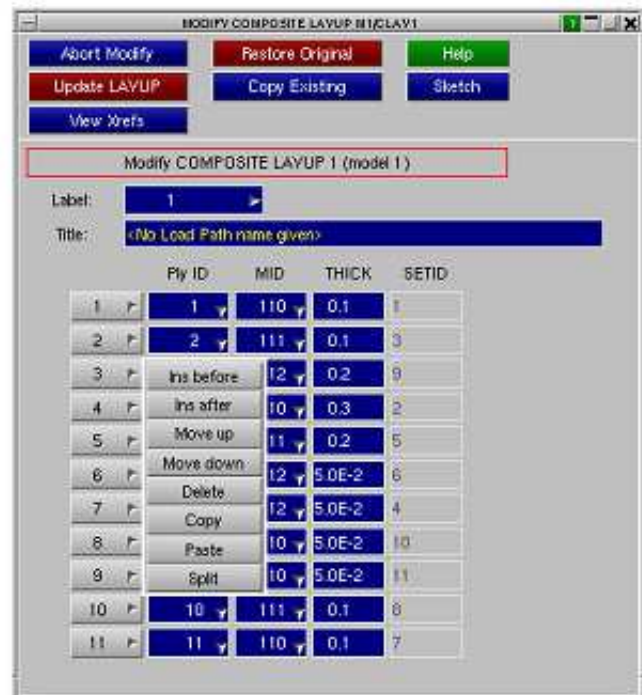 MODIFY COMPOSITE LAYUP M1/CLAY1
Abort Modify Restore Original Help
Update LAYUP Copy Existing Sketch
View Xrefs
Modify COMPOSITE LAYUP 1 (model 1)
Label: 1
Title: <No Load Path name given>
Ply ID MID THICK SETID
1 1 110 0.1 1
2 2 111 0.1 3
3 Ins before 12 0.2 9
4 Ins after 10 0.3 2
5 Move up 11 0.2 5
6 Move down 12 5.0E-2 6
Delete
7 12 5.0E-2 4
Copy
8 Paste 10 5.0E-2 10
9 Split 10 5.0E-2 11
10 10 111 0.1 8
11 11 110 0.1 7